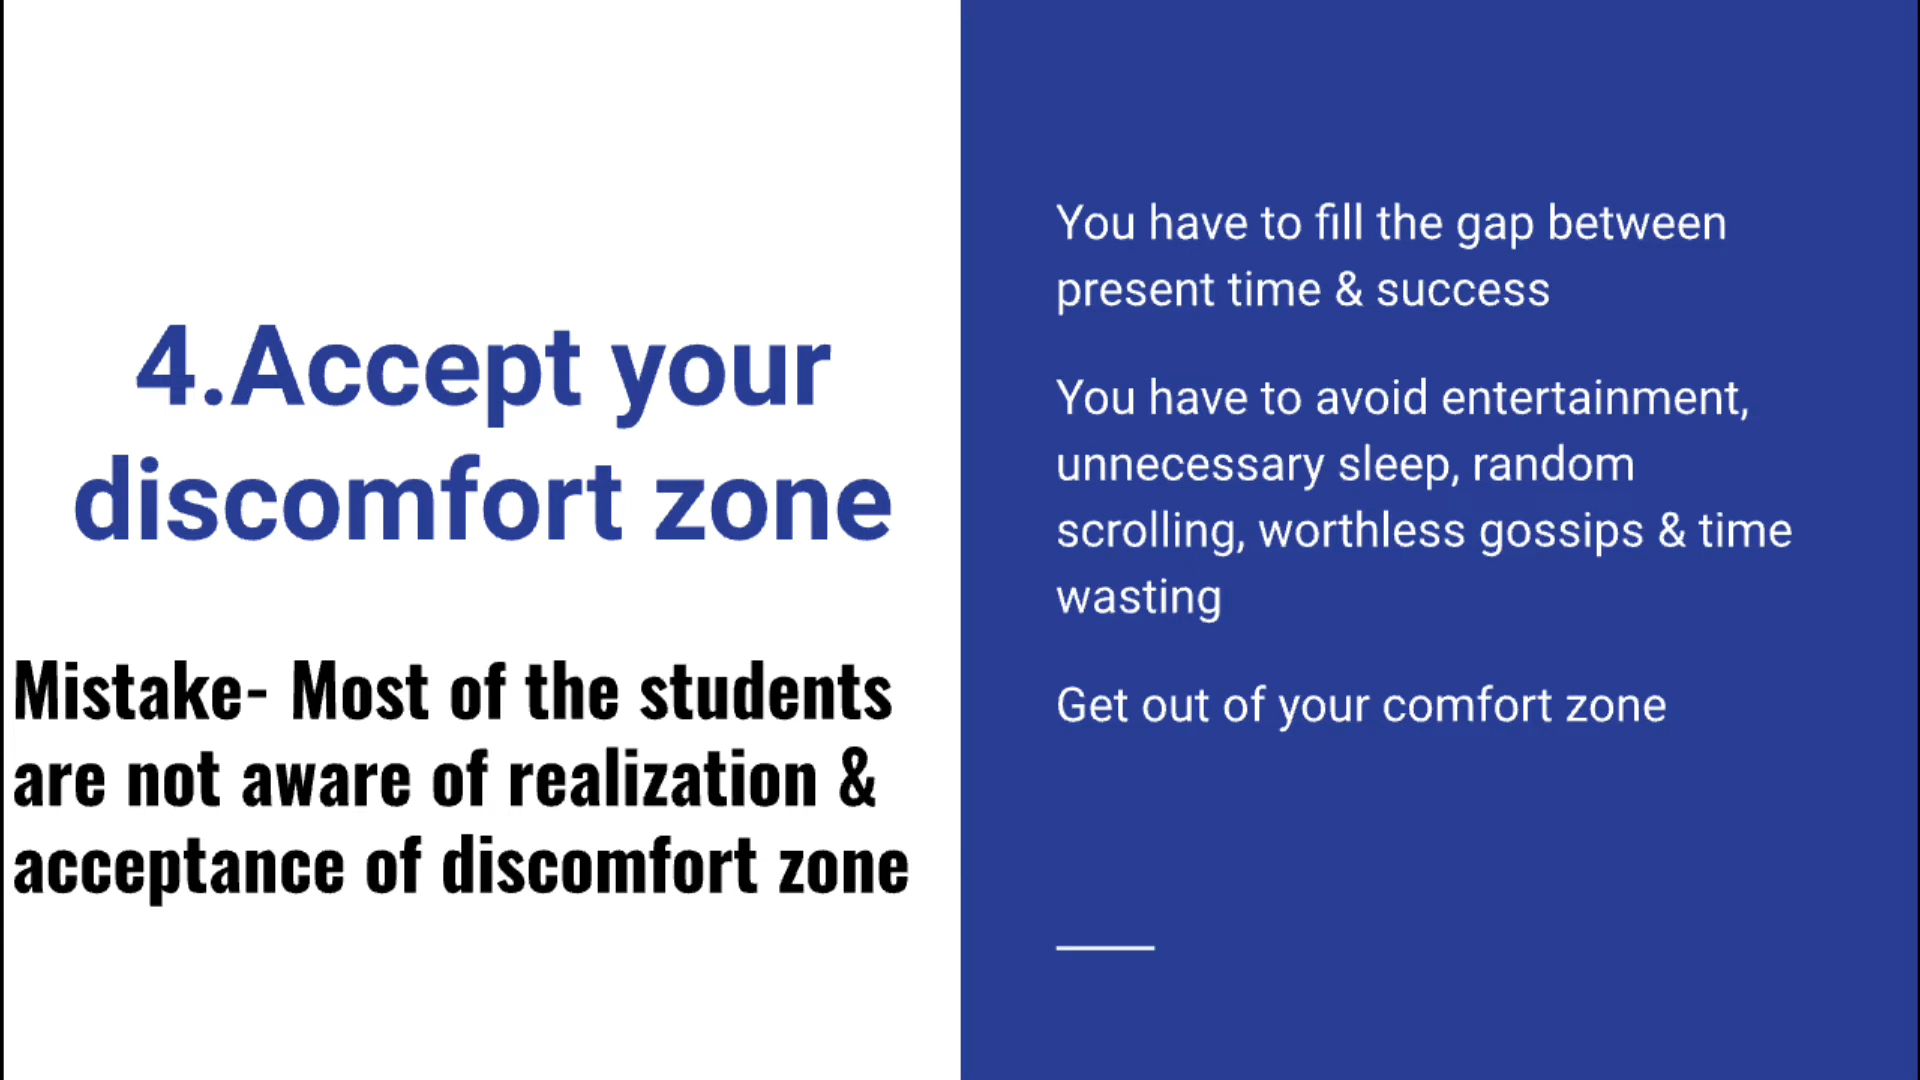 4.Accept your
discomfort zone
Mistake- Most of the students
are not aware of realization &
acceptance of discomfort zone
You have to fill the gap between
present time & success
You have to avoid entertainment,
unnecessary sleep, random
scrolling, worthless gossips & time
wasting
Get out of your comfort zone